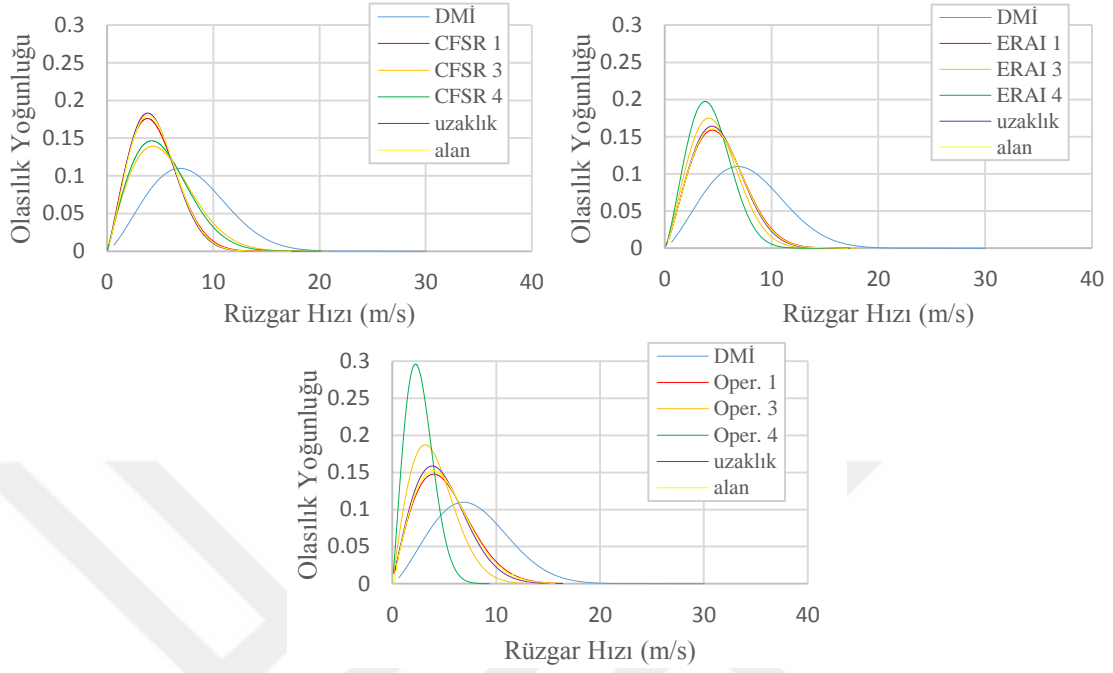 Olasılık Yoğunluğu
0.3
0.25
0.2
0.15
0.1
0.05
0
0
10
20
30
40
Rüzgar Hızı (m/s)
DMİ
CFSR 1
CFSR 3
CFSR 4
uzaklık
alan
Olasılık Yoğunluğu
0.3
0.25
0.2
0.15
0.1
0.05
0
0
10
20
30
40
Rüzgar Hızı (m/s)
DMİ
ERAI 1
ERAI 3
ERAI 4
uzaklık
alan
Olasılık Yoğunluğu
0.3
0.25
0.2
0.15
0.1
0.05
0
0
10
20
30
40
Rüzgar Hızı (m/s)
DMİ
Oper. 1
Oper. 3
Oper. 4
uzaklık
alan